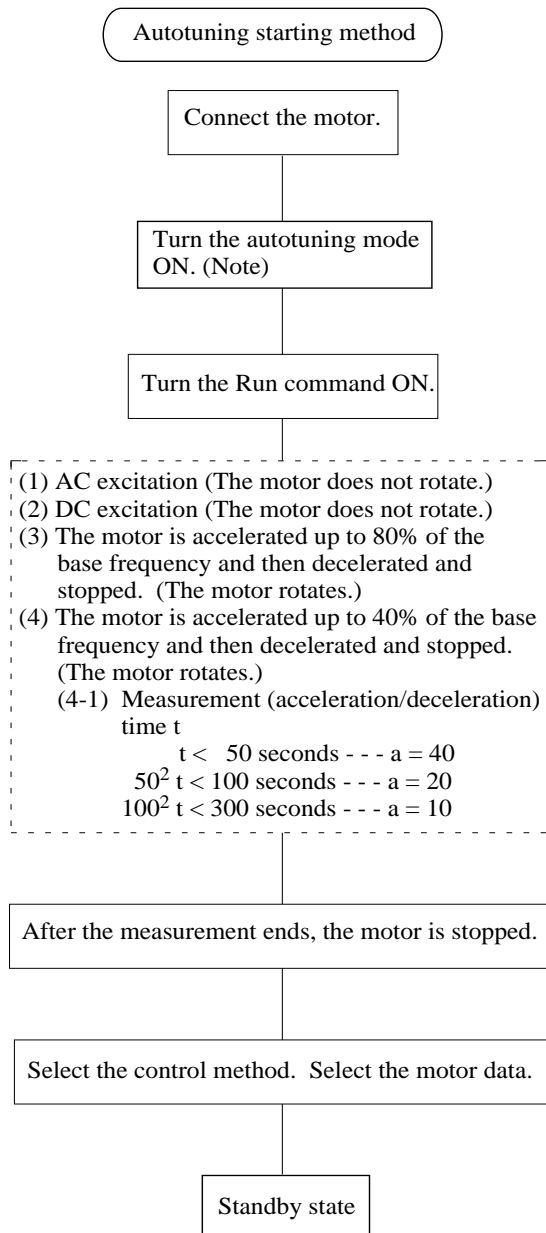 Autotuning starting method
Connect the motor.
Turn the autotuning mode
ON. (Note)
Turn the Run command ON.
(1) AC excitation (The motor does not rotate.)
(2) DC excitation (The motor does not rotate.)
(3) The motor is accelerated up to 80% of the
base frequency and then decelerated and
stopped. (The motor rotates.)
(4) The motor is accelerated up to 40% of the base
frequency and then decelerated and stopped.
(The motor rotates.)
(4-1) Measurement (acceleration/deceleration)
time t
t < 50 seconds - - - a = 40
50² t < 100 seconds - - - a = 20
100² t < 300 seconds - - - a = 10
After the measurement ends, the motor is stopped.
Select the control method. Select the motor data.
Standby state